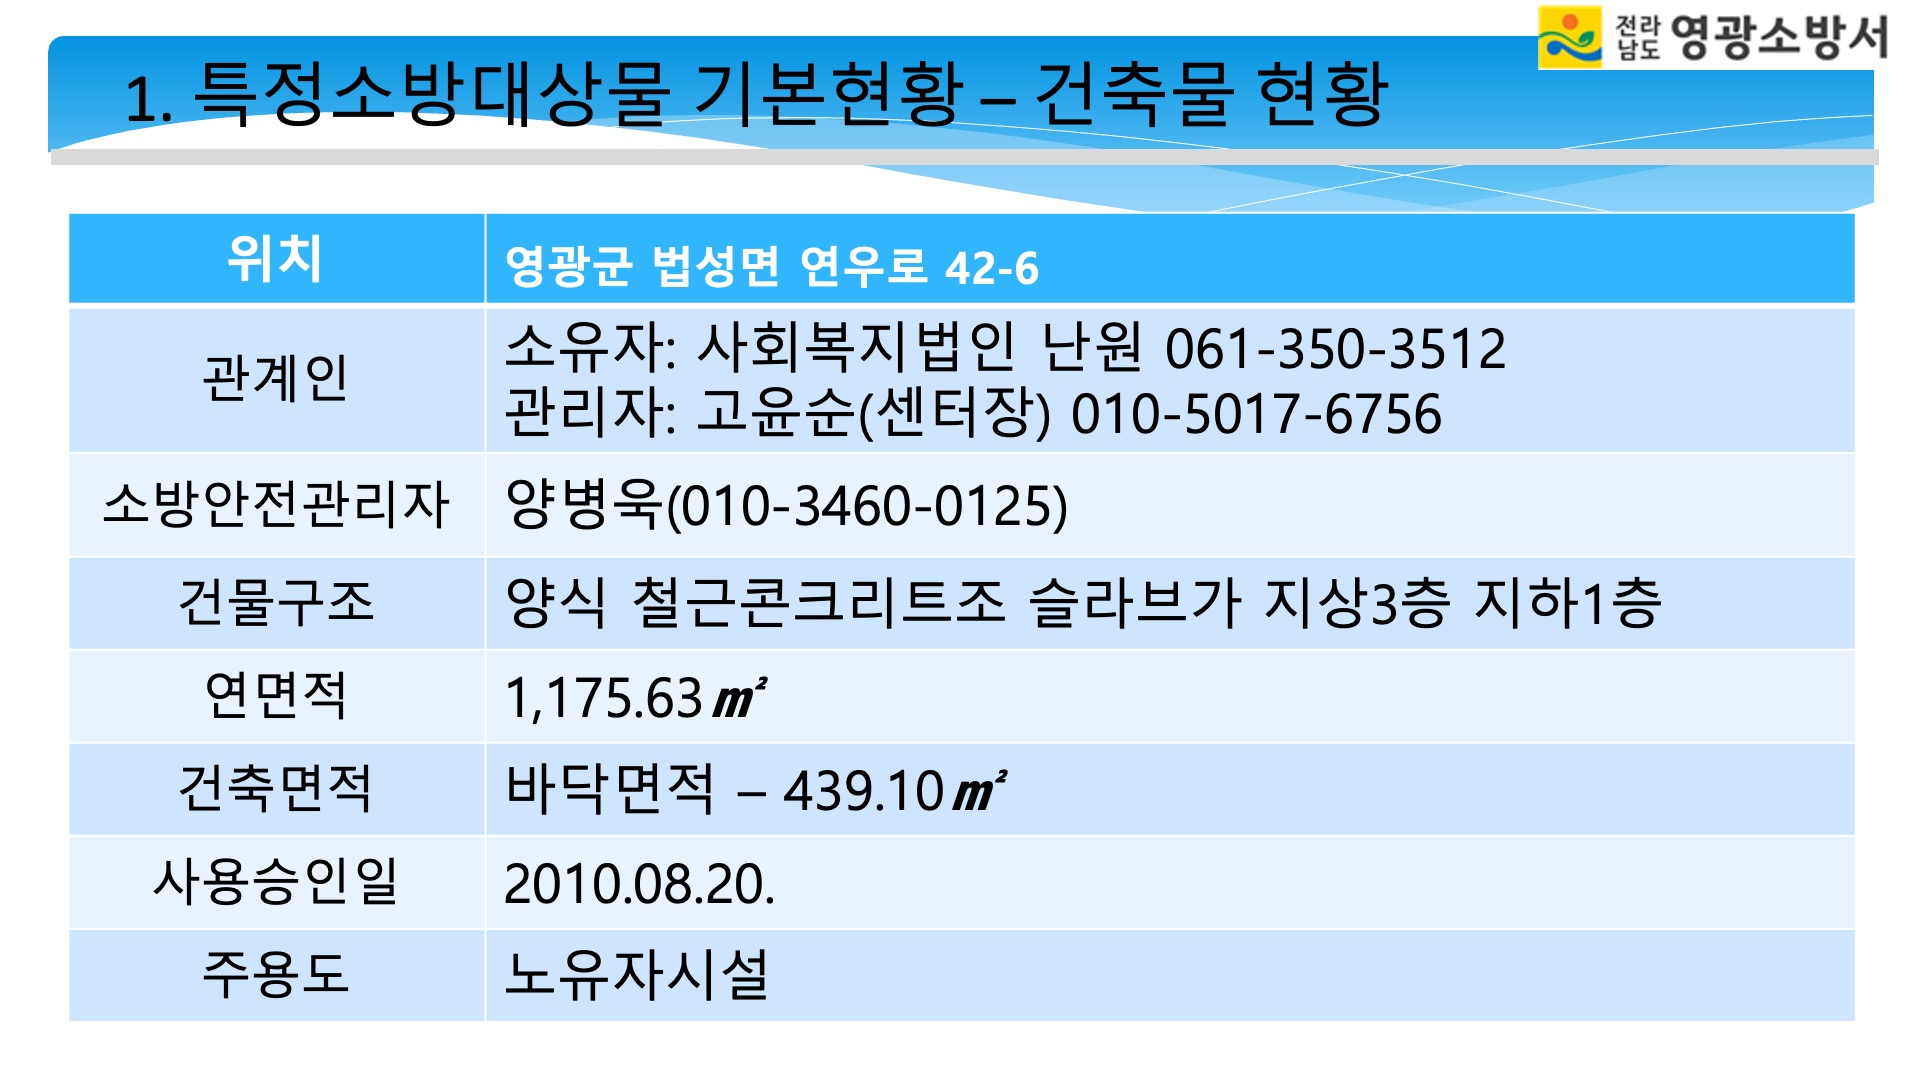 전라
남도 영광소방서
1. 특정소방대상물 기본현황 – 건축물 현황
위치 영광군 법성면 연우로 42-6
관계인 소유자: 사회복지법인 난원 061-350-3512
관리자: 고윤순(센터장) 010-5017-6756
소방안전관리자 양병욱(010-3460-0125)
건물구조 양식 철근콘크리트조 슬라브가 지상3층 지하1층
연면적 1,175.63㎡
건축면적 바닥면적 – 439.10㎡
사용승인일 2010.08.20.
주용도 노유자시설